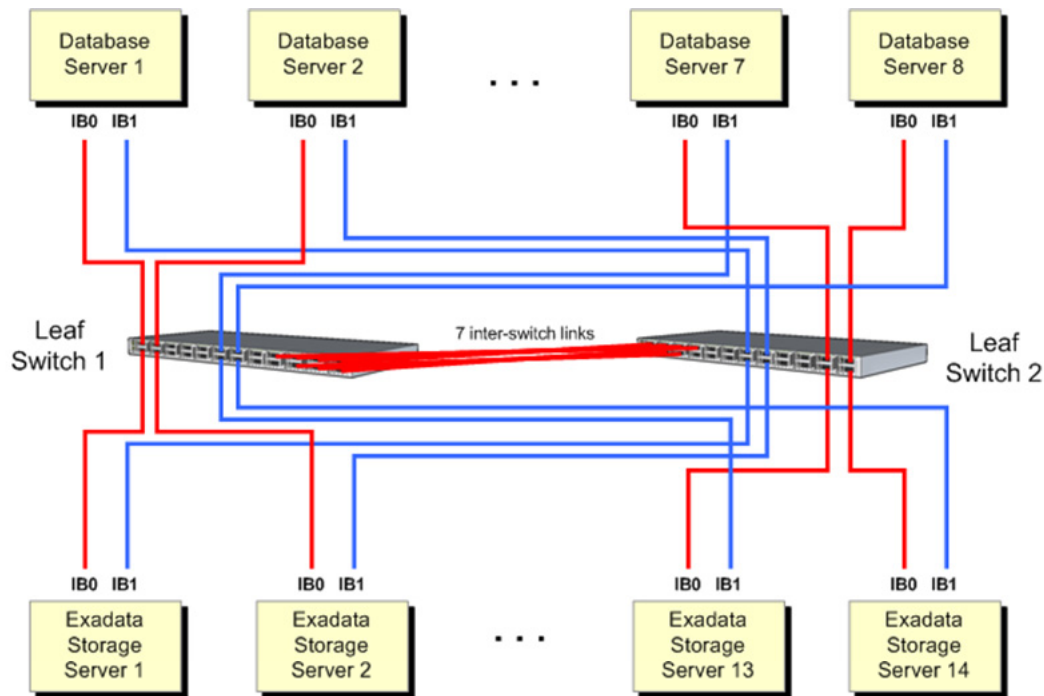 Database
Server 1
Database
Server 2
. . .
Database
Server 7
Database
Server 8
IB0 IB1
IB0 IB1
IB0 IB1
IB0 IB1
Leaf
Switch 1
7 inter-switch links
Leaf
Switch 2
IB0 IB1
IB0 IB1
IB0 IB1
IB0 IB1
Exadata
Storage
Server 1
Exadata
Storage
Server 2
. . .
Exadata
Storage
Server 13
Exadata
Storage
Server 14